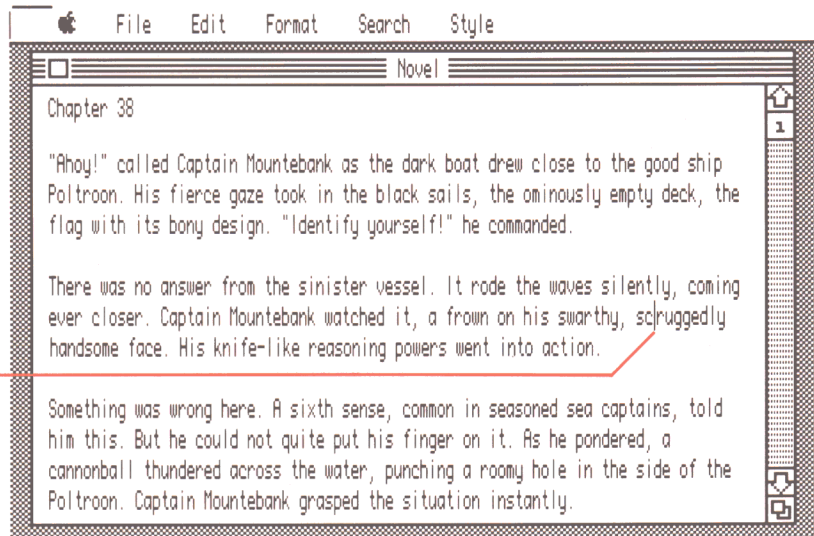 File Edit Format Search Style
Novel
Chapter 38
1
"Ahoy!" called Captain Mountebank as the dark boat drew close to the good ship
Poltroon. His fierce gaze took in the black sails, the ominously empty deck, the
flag with its bony design. "Identify yourself!" he commanded.
There was no answer from the sinister vessel. It rode the waves silently, coming
ever closer. Captain Mountebank watched it, a frown on his swarthy, scruggedly
handsome face. His knife-like reasoning powers went into action.
Something was wrong here. A sixth sense, common in seasoned sea captains, told
him this. But he could not quite put his finger on it. As he pondered, a
cannonball thundered across the water, punching a roomy hole in the side of the
Poltroon. Captain Mountebank grasped the situation instantly.